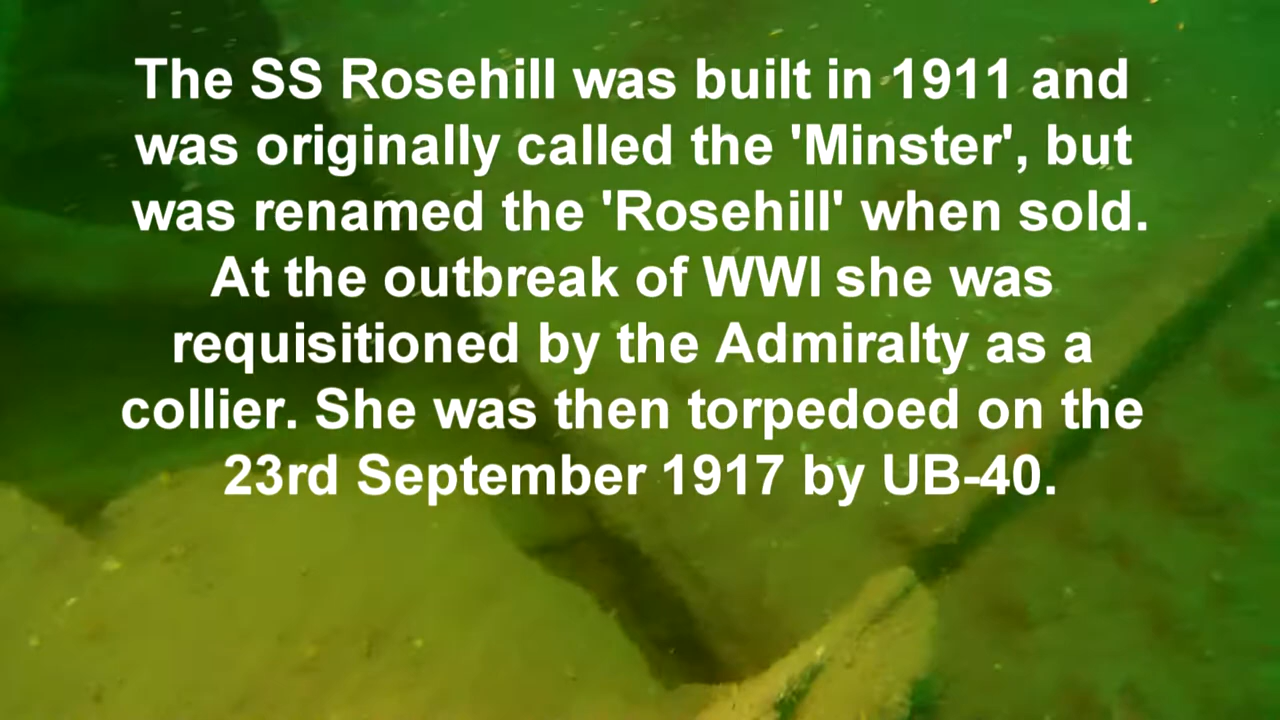 The SS Rosehill was built in 1911 and
was originally called the 'Minster', but
was renamed the 'Rosehill' when sold.
At the outbreak of WWI she was
requisitioned by the Admiralty as a
collier. She was then torpedoed on the
23rd September 1917 by UB-40.